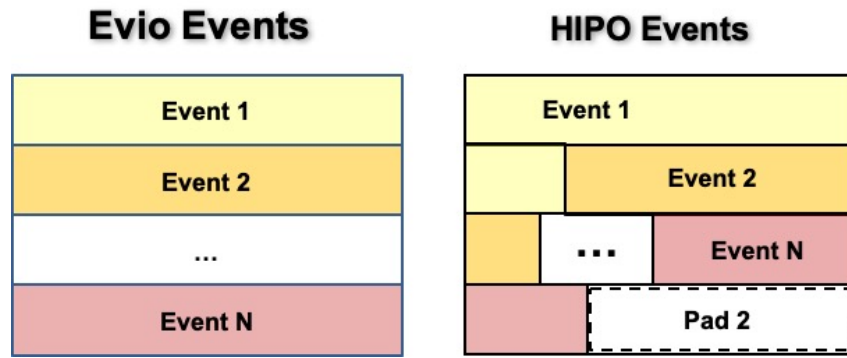 Evio Events
Event 1
Event 2
...
Event N
HIPO Events
Event 1
Event 2
...
Event N
Pad 2